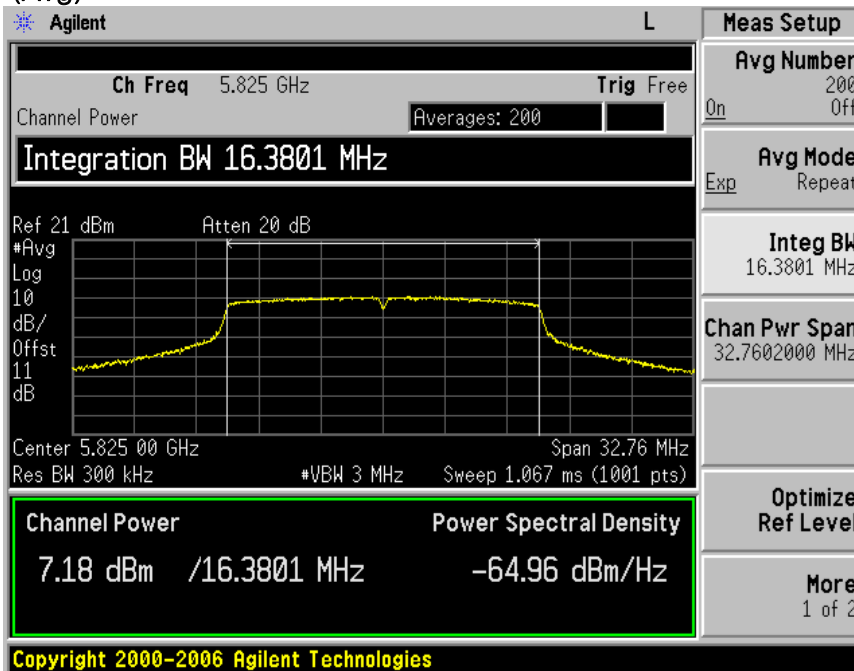 (Avg)
Agilent L
Ch Freq 5.825 GHz Trig Free
Channel Power Averages: 200
Integration BW 16.3801 MHz
Ref 21 dBm Atten 20 dB
#Avg
Log
10
dB/
Offst
11
dB
Center 5.825 00 GHz Span 32.76 MHz
Res BW 300 kHz #VBW 3 MHz Sweep 1.067 ms (1001 pts)
Channel Power Power Spectral Density
7.18 dBm /16.3801 MHz -64.96 dBm/Hz
Copyright 2000-2006 Agilent Technologies
Meas Setup
Avg Number
200
On Off
Avg Mode
Exp Repeat
Integ BW
16.3801 MHz
Chan Pwr Span
32.7602000 MHz
Optimize
Ref Level
More
1 of 2